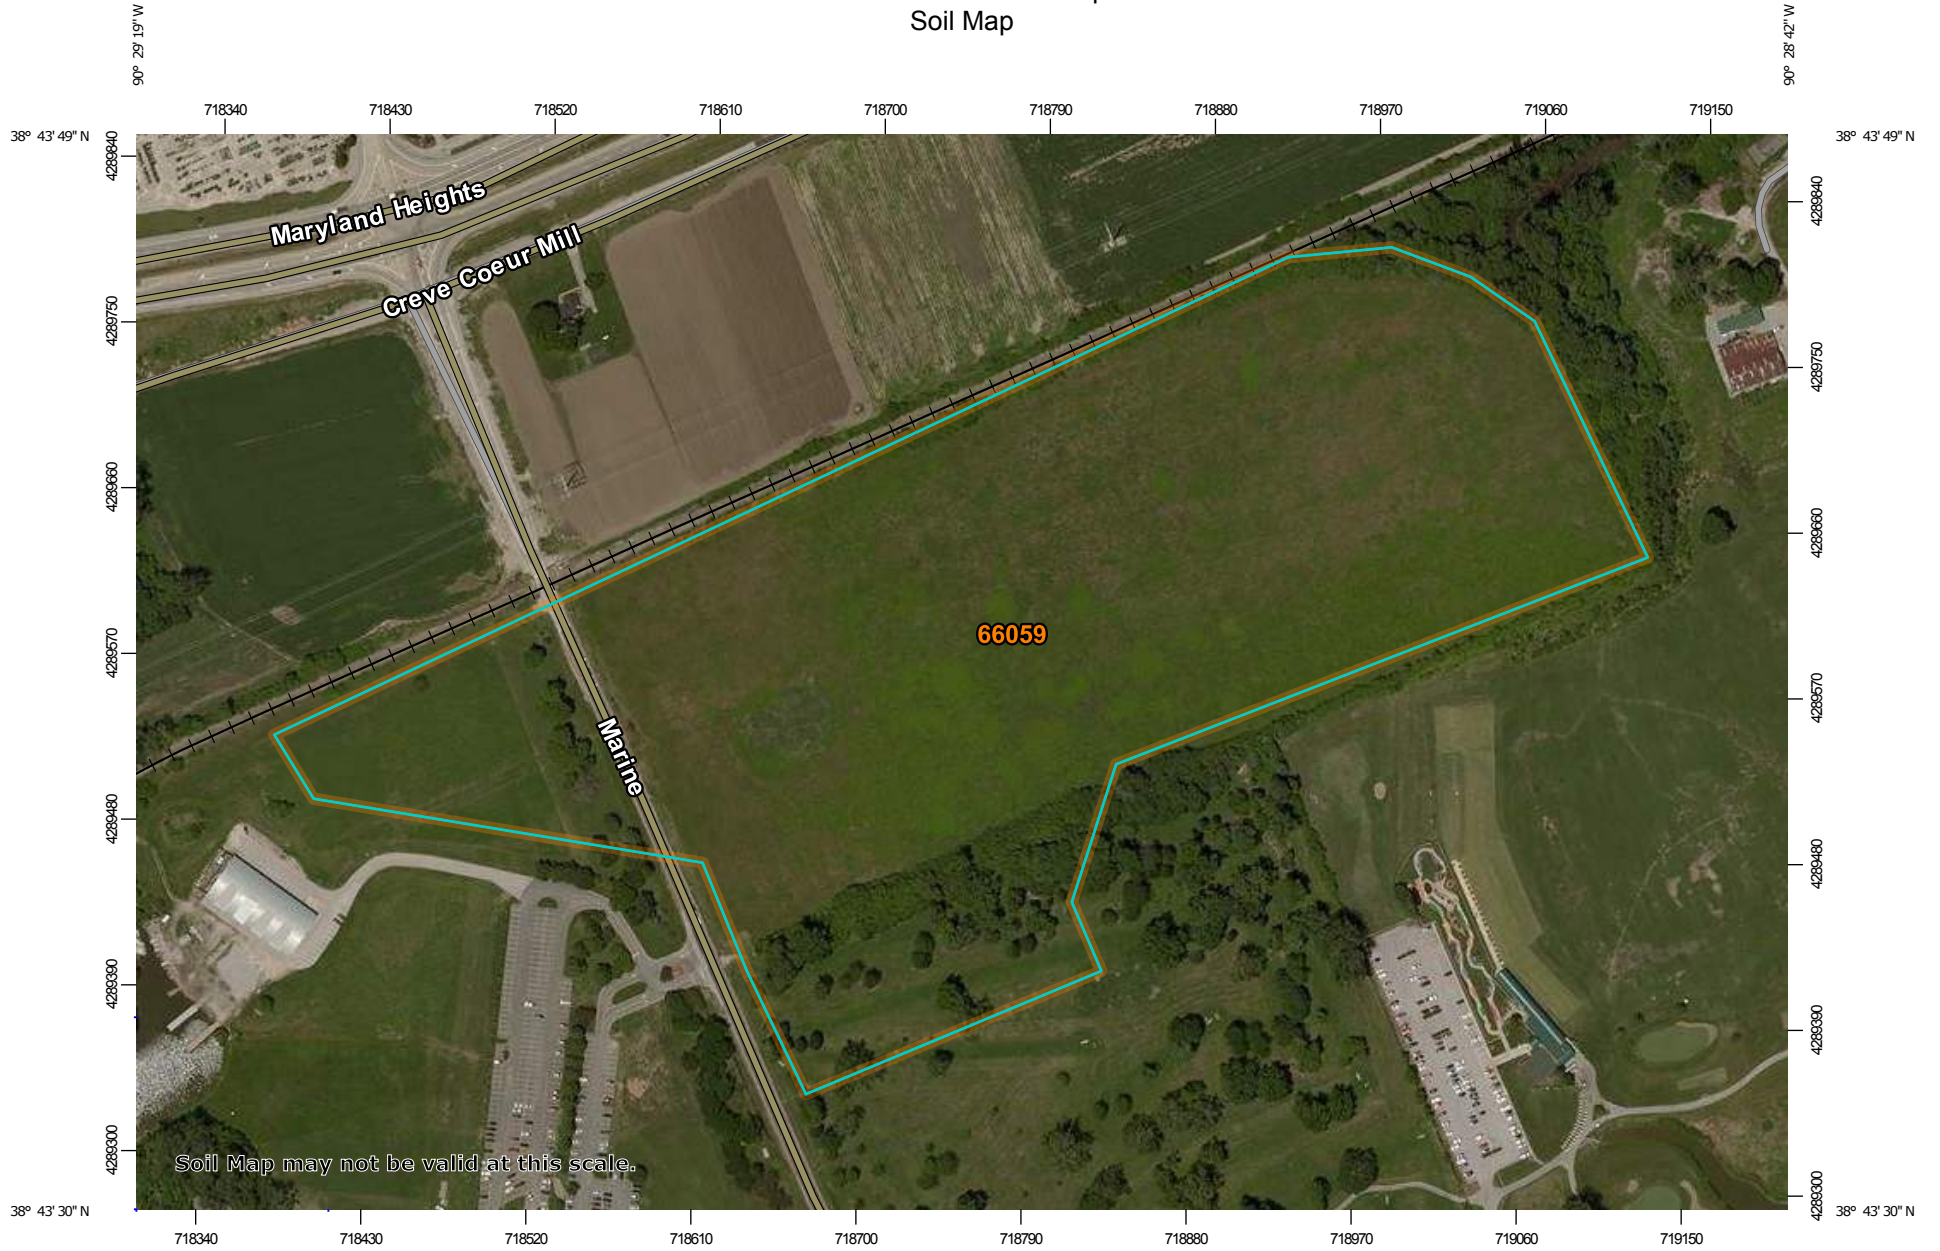 Soil Map
90° 29' 19'' W
90° 28' 42'' W
718340 718430 718520 718610 718700 718790 718880 718970 719060 719150
38° 43' 49'' N
38° 43' 49'' N
4289840
4289750
4289660
4289570
4289480
4289390
4289300
4289840
4289750
4289660
4289570
4289480
4289390
4289300
Maryland Heights
Creve Coeur Mill
66059
Marine
Soil Map may not be valid at this scale.
38° 43' 30'' N
38° 43' 30'' N
718340 718430 718520 718610 718700 718790 718880 718970 719060 719150